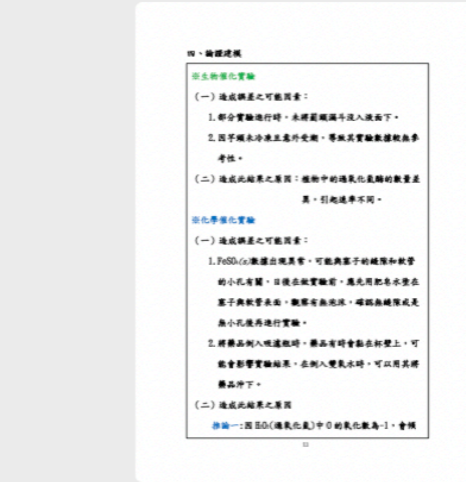 四、論證建模
※生物催化實驗
(一)造成誤差之可能因素:
1.部分實驗進行時,未將薊頭漏斗沒入液面下。
2.因芋頭未冷凍且意外受潮,導致其實驗數據較無參
考性。
(二)造成此結果之原因:植物中的過氧化氫酶的數量差
異,引起速率不同。
※化學催化實驗
(一)造成誤差之可能因素:
1.FeSO₄(s)數據出現異常,可能與塞子的縫隙和軟管
的小孔有關,日後在做實驗前,應先用肥皂水塗在
塞子與軟管表面,觀察有無泡沫,確認無縫隙或是
無小孔後再進行實驗。
2.將藥品倒入吸濾瓶時,藥品有時會黏在杯壁上,可
能會影響實驗結果,在倒入雙氧水時,可以用其將
藥品沖下。
(二)造成此結果之原因
推論一:因 H₂O₂(過氧化氫)中 O 的氧化數為-1,會傾